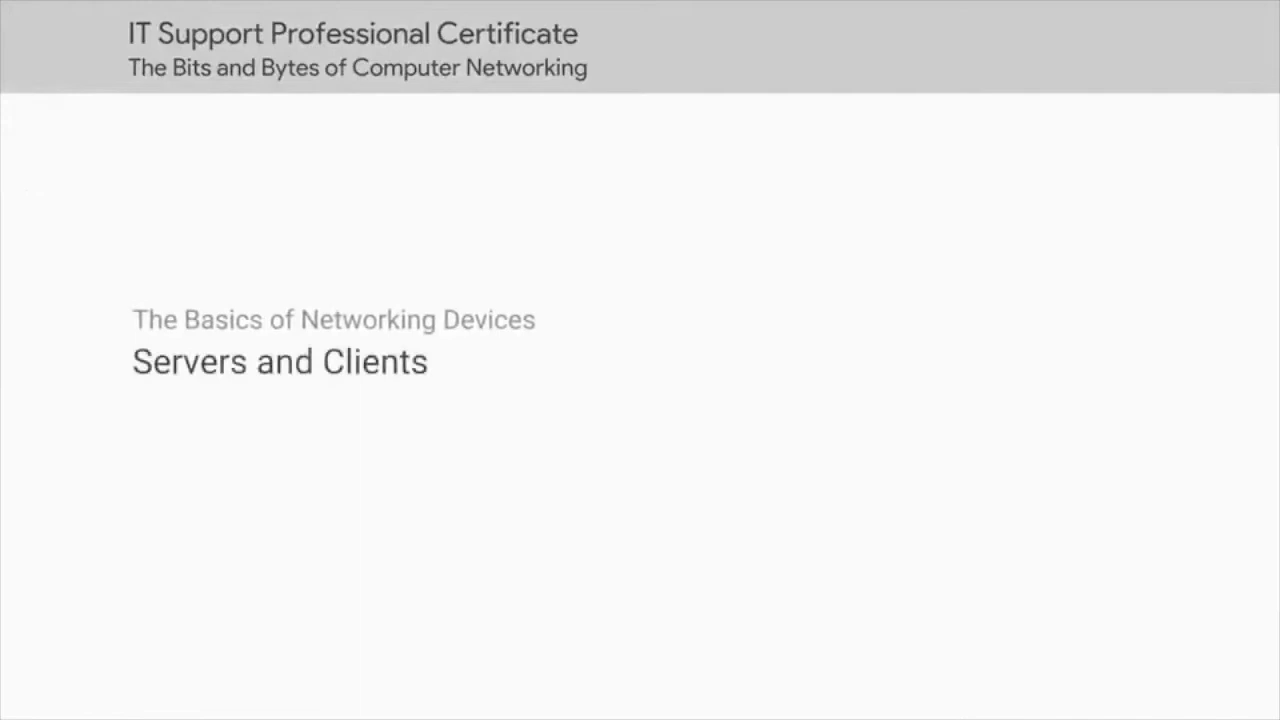 IT Support Professional Certificate
The Bits and Bytes of Computer Networking
The Basics of Networking Devices
Servers and Clients